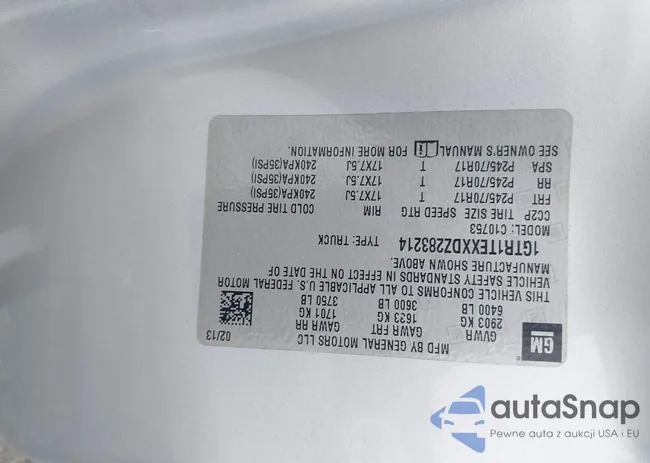 MFD BY GENERAL MOTORS LLC 02/13
GM
GVWR GAWR FRT GAWR RR
2903 KG 1633 KG 1701 KG
6400 LB 3600 LB 3750 LB
THIS VEHICLE CONFORMS TO ALL APPLICABLE U.S. FEDERAL MOTOR
VEHICLE SAFETY STANDARDS IN EFFECT ON THE DATE OF
MANUFACTURE SHOWN ABOVE.
1GTR1TEXXDZ283214 TYPE: TRUCK
MODEL: C10753
CC2P TIRE SIZE SPEED RTG RIM COLD TIRE PRESSURE
FRT P245/70R17 T 17X7.5J 240KPA(35PSI)
RR P245/70R17 T 17X7.5J 240KPA(35PSI)
SPA P245/70R17 T 17X7.5J 240KPA(35PSI)
SEE OWNER'S MANUAL FOR MORE INFORMATION.
autaSnap
Pewne auta z aukcji USA i EU